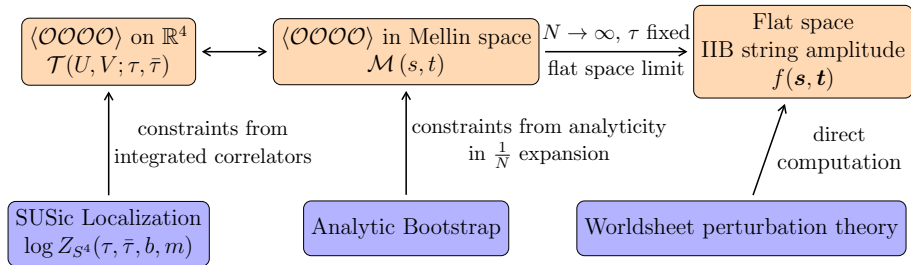 ⟨𝒪𝒪𝒪𝒪⟩ on ℝ⁴
𝒯(U, V; τ, τ̄)
⟨𝒪𝒪𝒪𝒪⟩ in Mellin space
ℳ(s, t)
N → ∞, τ fixed
flat space limit
Flat space
IIB string amplitude
f(𝒔, 𝒕)
constraints from
integrated correlators
constraints from analyticity
in 1/N expansion
direct
computation
SUSic Localization
log Z_{S⁴}(τ, τ̄, b, m)
Analytic Bootstrap
Worldsheet perturbation theory